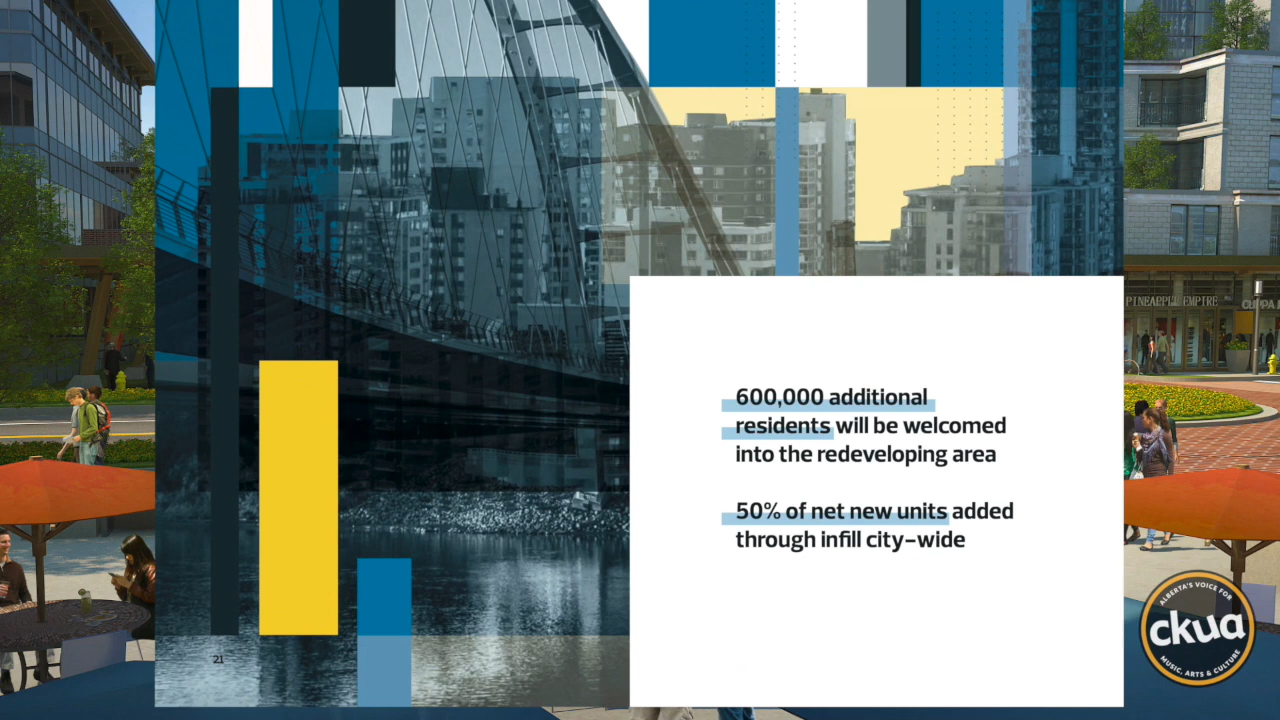 PINEAPPLE EMPIRE
600,000 additional
residents will be welcomed
into the redeveloping area
50% of net new units added
through infill city-wide
ALBERTA'S VOICE FOR
ckua
MUSIC, ARTS & CULTURE
21